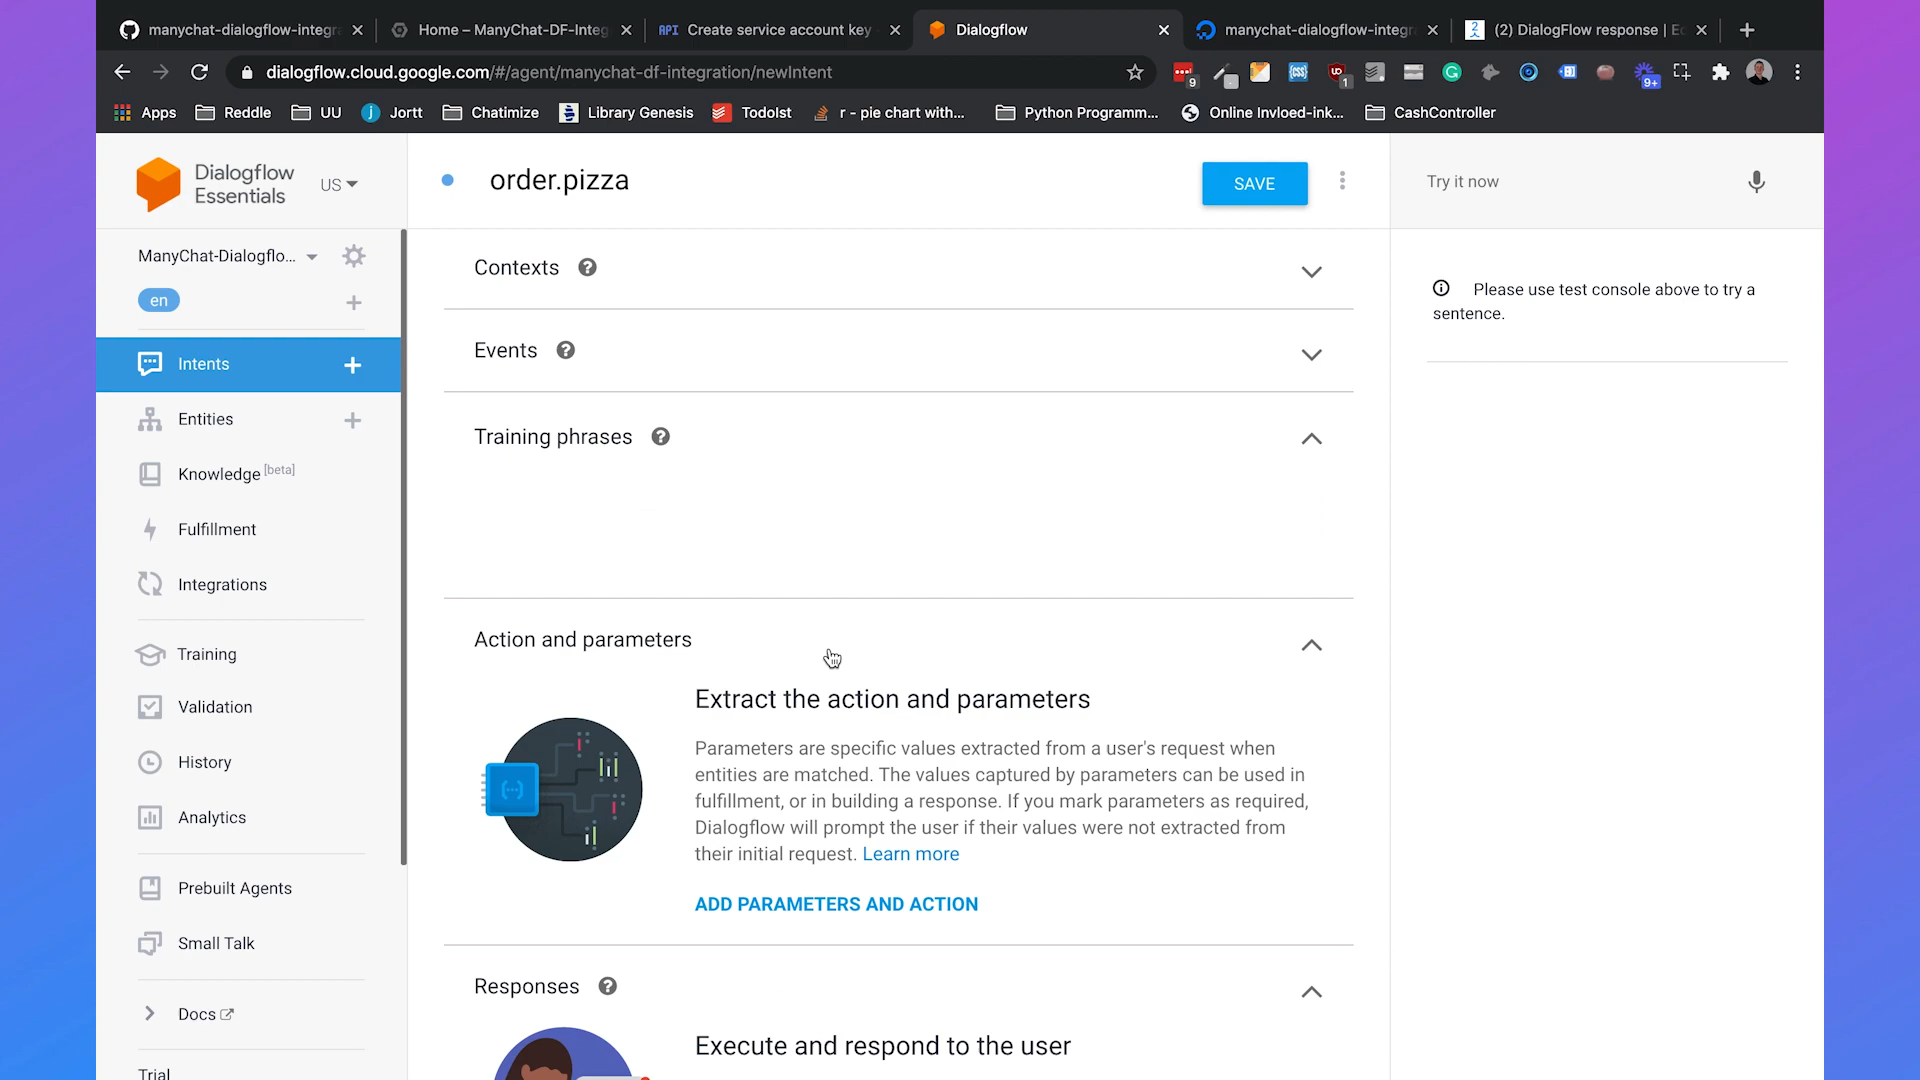 manychat-dialogflow-integra
Home – ManyChat-DF-Integ
API Create service account key
Dialogflow
manychat-dialogflow-integra
(2) DialogFlow response | Ed
dialogflow.cloud.google.com/#/agent/manychat-df-integration/newIntent
9
1
9+
Apps
Reddle
UU
Jortt
Chatimize
Library Genesis
TodoIst
r - pie chart with...
Python Programm...
Online Invloed-ink...
CashController
Dialogflow
Essentials
US
order.pizza
SAVE
Try it now
ManyChat-Dialogflo...
en
Intents
Entities
Knowledge [beta]
Fulfillment
Integrations
Training
Validation
History
Analytics
Prebuilt Agents
Small Talk
Docs
Trial
Contexts
Events
Training phrases
Action and parameters
Extract the action and parameters
Parameters are specific values extracted from a user's request when
entities are matched. The values captured by parameters can be used in
fulfillment, or in building a response. If you mark parameters as required,
Dialogflow will prompt the user if their values were not extracted from
their initial request. Learn more
ADD PARAMETERS AND ACTION
Responses
Execute and respond to the user
Please use test console above to try a
sentence.